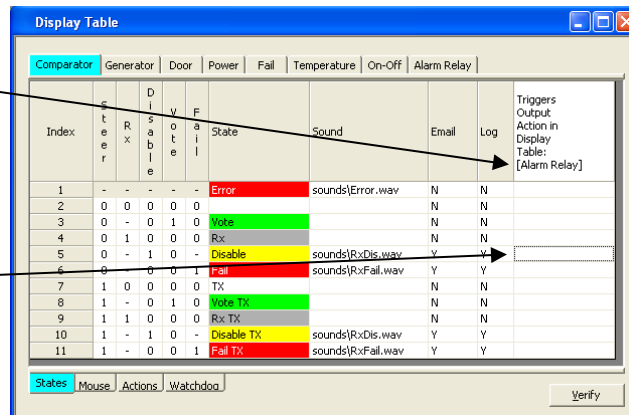 Display Table
Comparator Generator Door Power Fail Temperature On-Off Alarm Relay
Index Steer Rx Disable Vote Fail State Sound Email Log Triggers Output Action in Display Table: [Alarm Relay]
1 - - - - - Error sounds\Error.wav N N
2 0 0 0 0 0 N N
3 0 - 0 1 0 Vote N N
4 0 1 0 0 0 Rx N N
5 0 - 1 0 - Disable sounds\RxDis.wav Y Y
6 0 - 0 0 1 Fail sounds\RxFail.wav Y Y
7 1 0 0 0 0 TX N N
8 1 - 0 1 0 Vote TX N N
9 1 1 0 0 0 Rx TX N N
10 1 - 1 0 - Disable TX sounds\RxDis.wav Y Y
11 1 - 0 0 1 Fail TX sounds\RxFail.wav Y Y
States Mouse Actions Watchdog
Verify